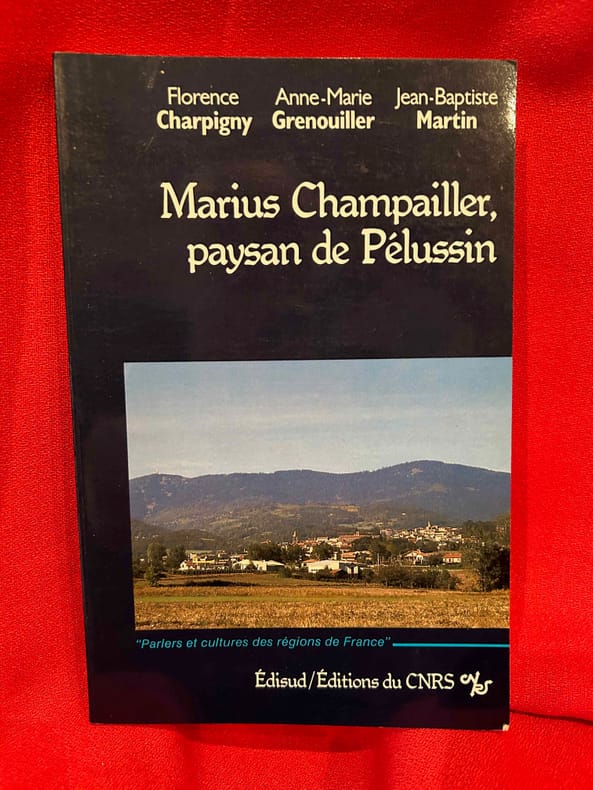 Florence Anne-Marie Jean-Baptiste
Charpigny Grenouiller Martin
Marius Champailler,
paysan de Pélussin
"Parlers et cultures des régions de France"
Édisud/Éditions du CNRS cnrs